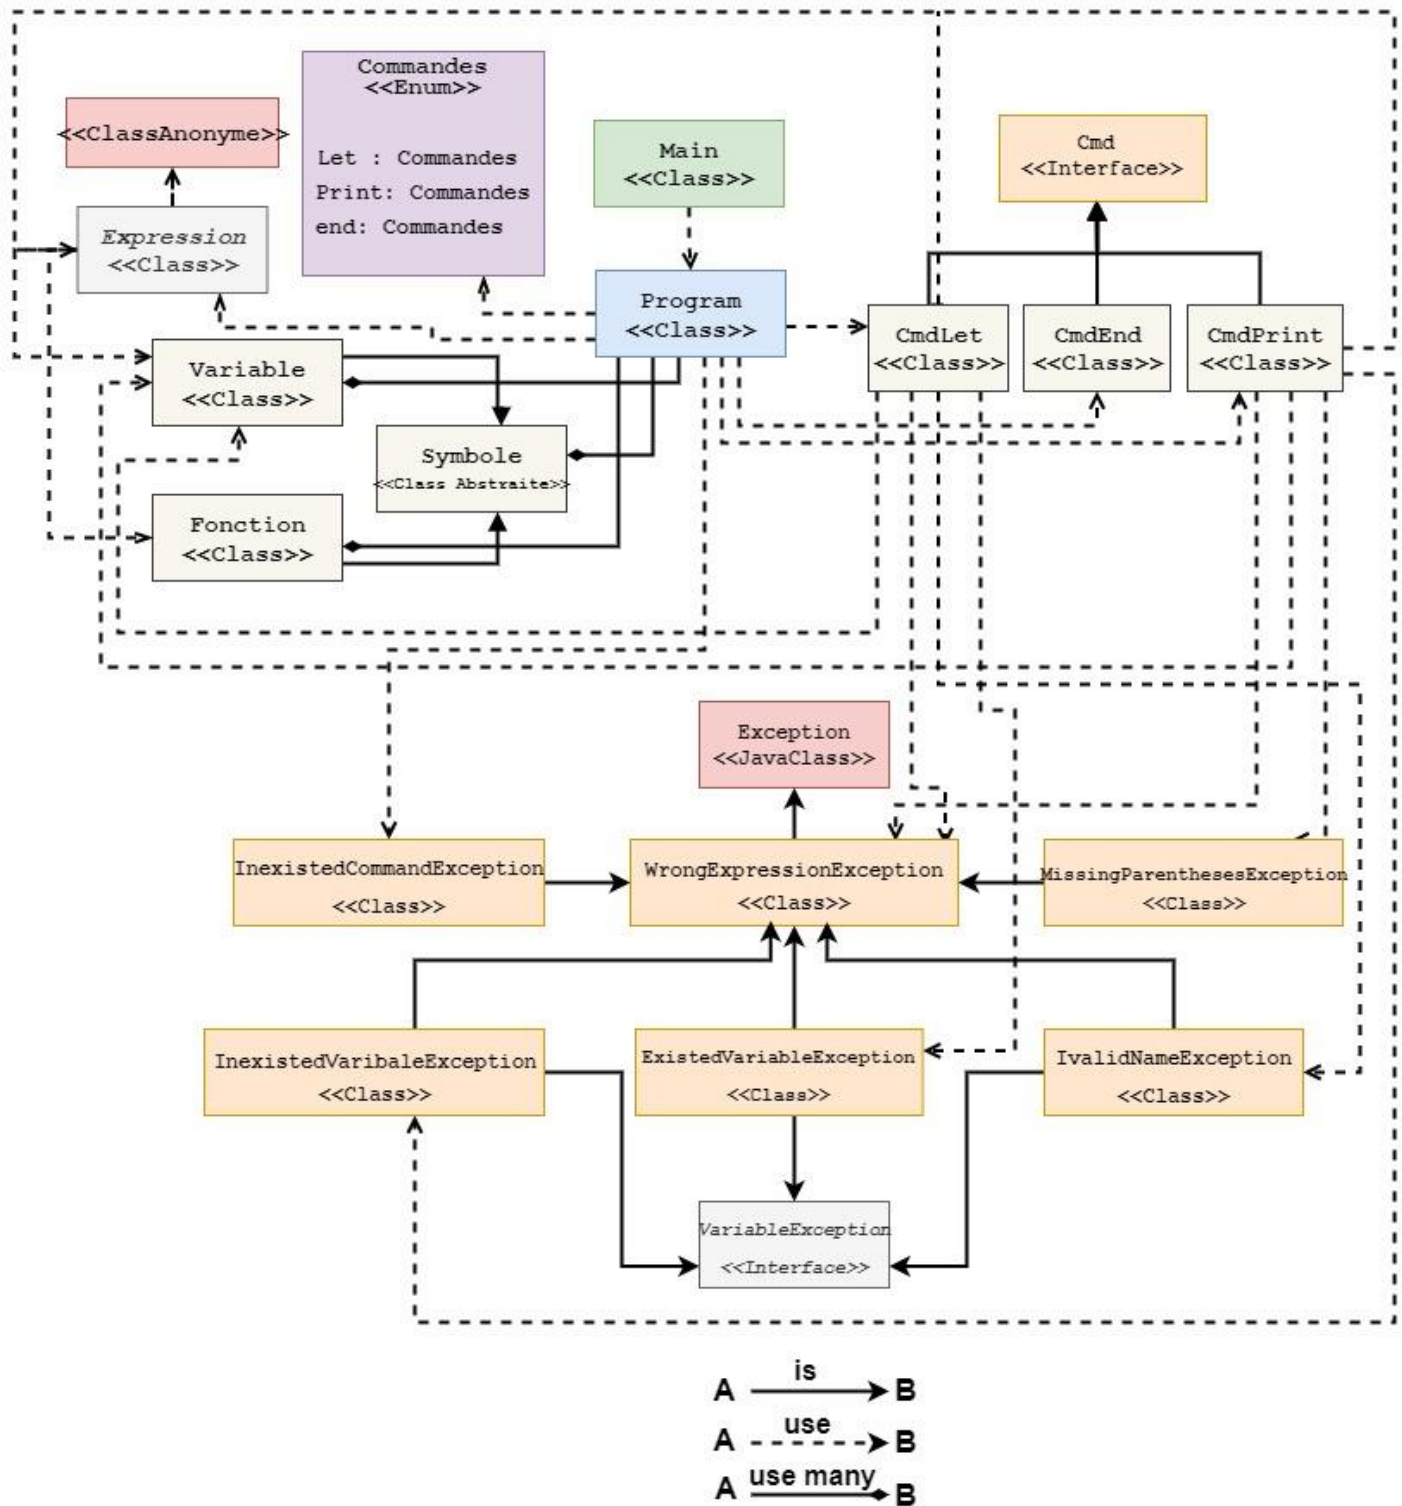 Commandes
<<Enum>>
Let : Commandes
Print: Commandes
end: Commandes
<<ClassAnonyme>>
Main
<<Class>>
Cmd
<<Interface>>
Expression
<<Class>>
Program
<<Class>>
CmdLet
<<Class>>
CmdEnd
<<Class>>
CmdPrint
<<Class>>
Variable
<<Class>>
Symbole
<<Class Abstraite>>
Fonction
<<Class>>
Exception
<<JavaClass>>
InexistedCommandException
<<Class>>
WrongExpressionException
<<Class>>
MissingParenthesesException
<<Class>>
InexistedVaribaleException
<<Class>>
ExistedVariableException
<<Class>>
IvalidNameException
<<Class>>
VariableException
<<Interface>>
A is B
A use B
A use many B